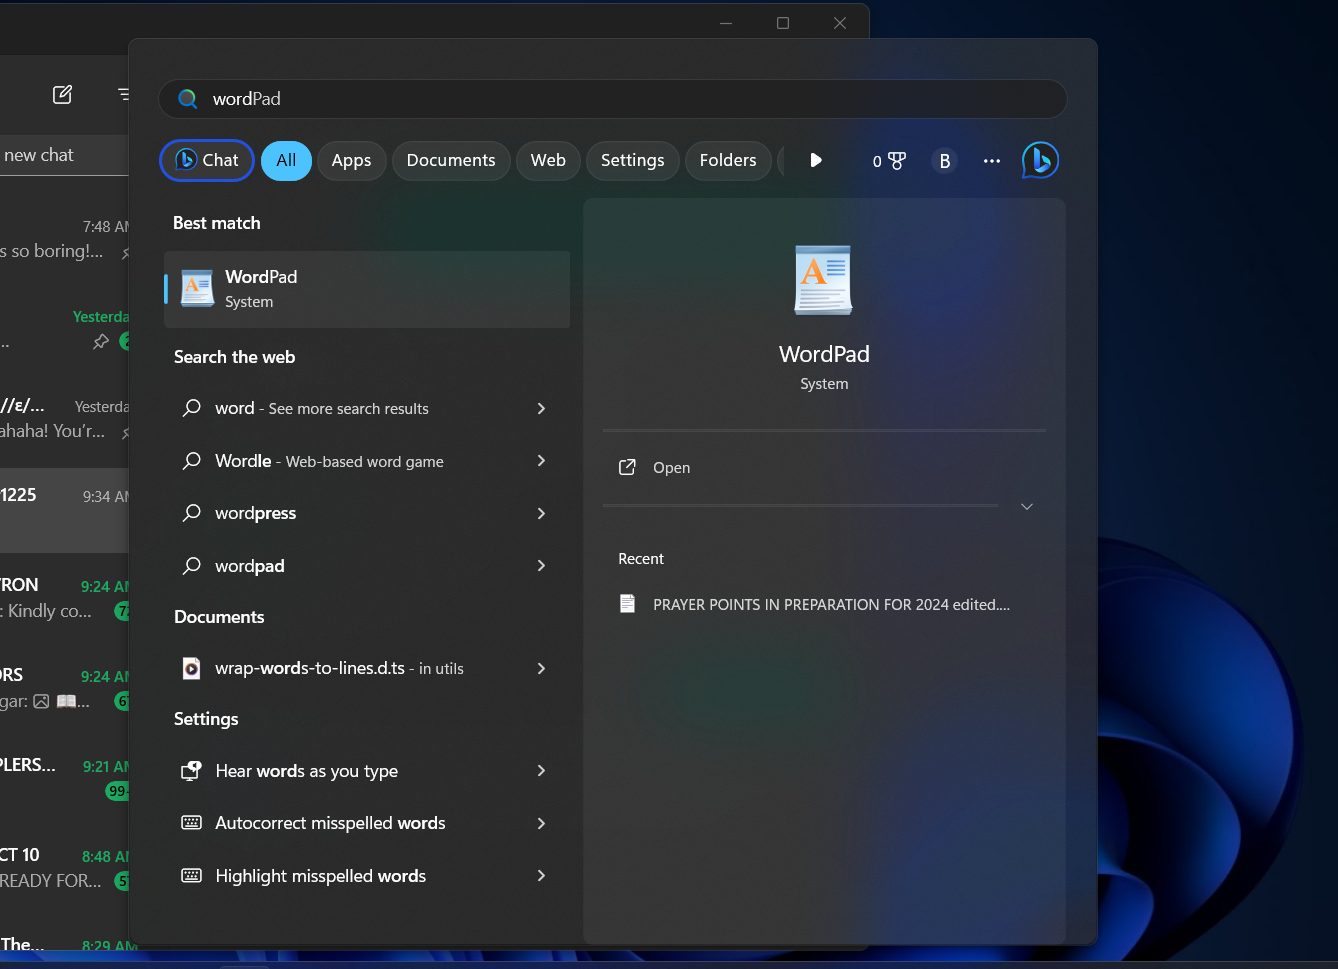 wordPad
Chat All Apps Documents Web Settings Folders 0 B
new chat
Best match
WordPad
System
Search the web
word - See more search results
Wordle - Web-based word game
wordpress
wordpad
Documents
wrap-words-to-lines.d.ts - in utils
Settings
Hear words as you type
Autocorrect misspelled words
Highlight misspelled words
WordPad
System
Open
Recent
PRAYER POINTS IN PREPARATION FOR 2024 edited....
7:48 AM
s so boring!...
Yesterda
...
//ε/... Yesterda
ahaha! You'r...
1225 9:34 AM
RON 9:24 AM
: Kindly co...
ORS 9:24 AM
gar: ...
PLERS... 9:21 AM
99
CT 10 8:48 AM
READY FOR...
The... 8:29 AM